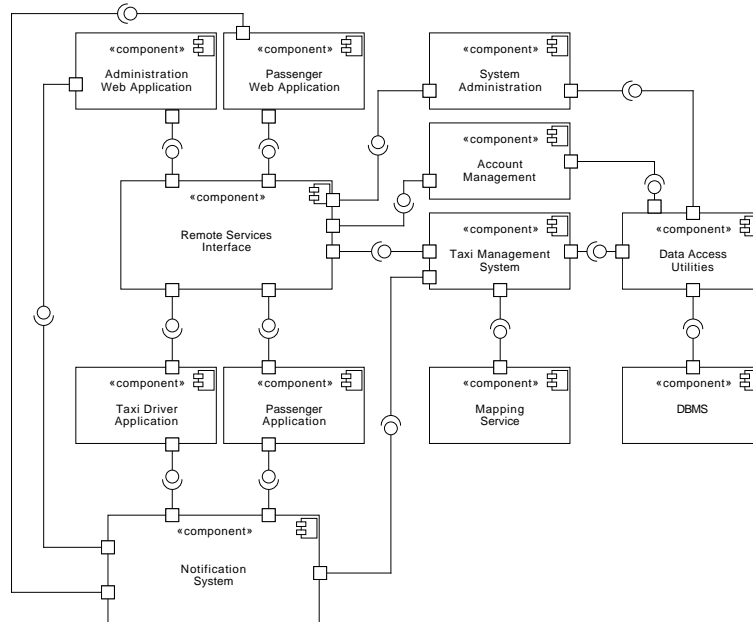 «component»
Administration
Web Application
«component»
Passenger
Web Application
«component»
System
Administration
«component»
Account
Management
«component»
Remote Services
Interface
«component»
Taxi Management
System
«component»
Data Access
Utilities
«component»
Taxi Driver
Application
«component»
Passenger
Application
«component»
Mapping
Service
«component»
DBMS
«component»
Notification
System